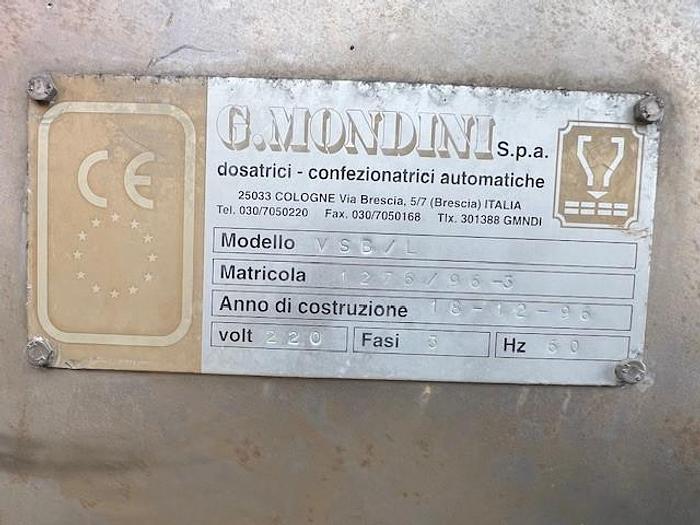 CE
G.MONDINI S.p.a.
dosatrici - confezionatrici automatiche
25033 COLOGNE Via Brescia, 5/7 (Brescia) ITALIA
Tel. 030/7050220 Fax. 030/7050168 Tlx. 301388 GMNDI
Modello VSB/L
Matricola 1276/96-3
Anno di costruzione 18-12-96
volt 220 Fasi 3 Hz 60